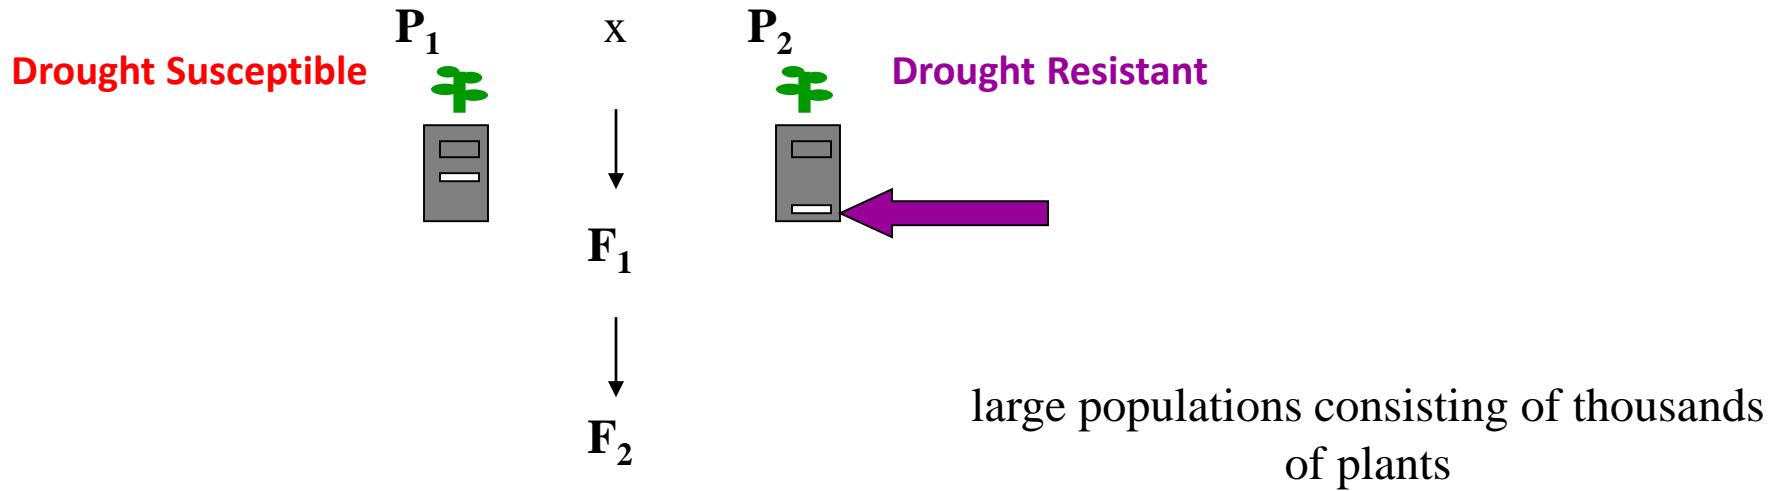 P₁ x P₂
Drought Susceptible Drought Resistant
F₁
F₂
large populations consisting of thousands
of plants